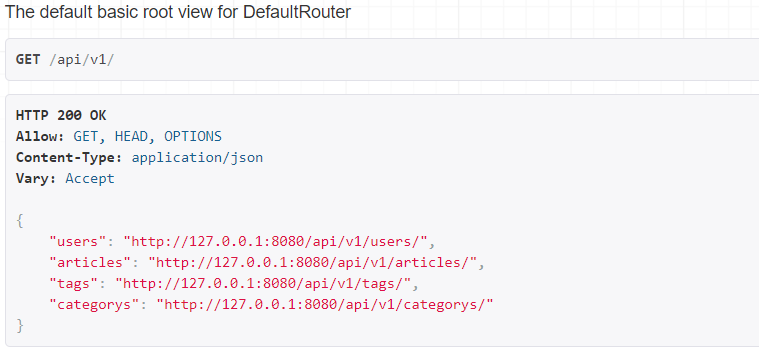 The default basic root view for DefaultRouter
GET /api/v1/
HTTP 200 OK
Allow: GET, HEAD, OPTIONS
Content-Type: application/json
Vary: Accept
{
    "users": "http://127.0.0.1:8080/api/v1/users/",
    "articles": "http://127.0.0.1:8080/api/v1/articles/",
    "tags": "http://127.0.0.1:8080/api/v1/tags/",
    "categorys": "http://127.0.0.1:8080/api/v1/categorys/"
}